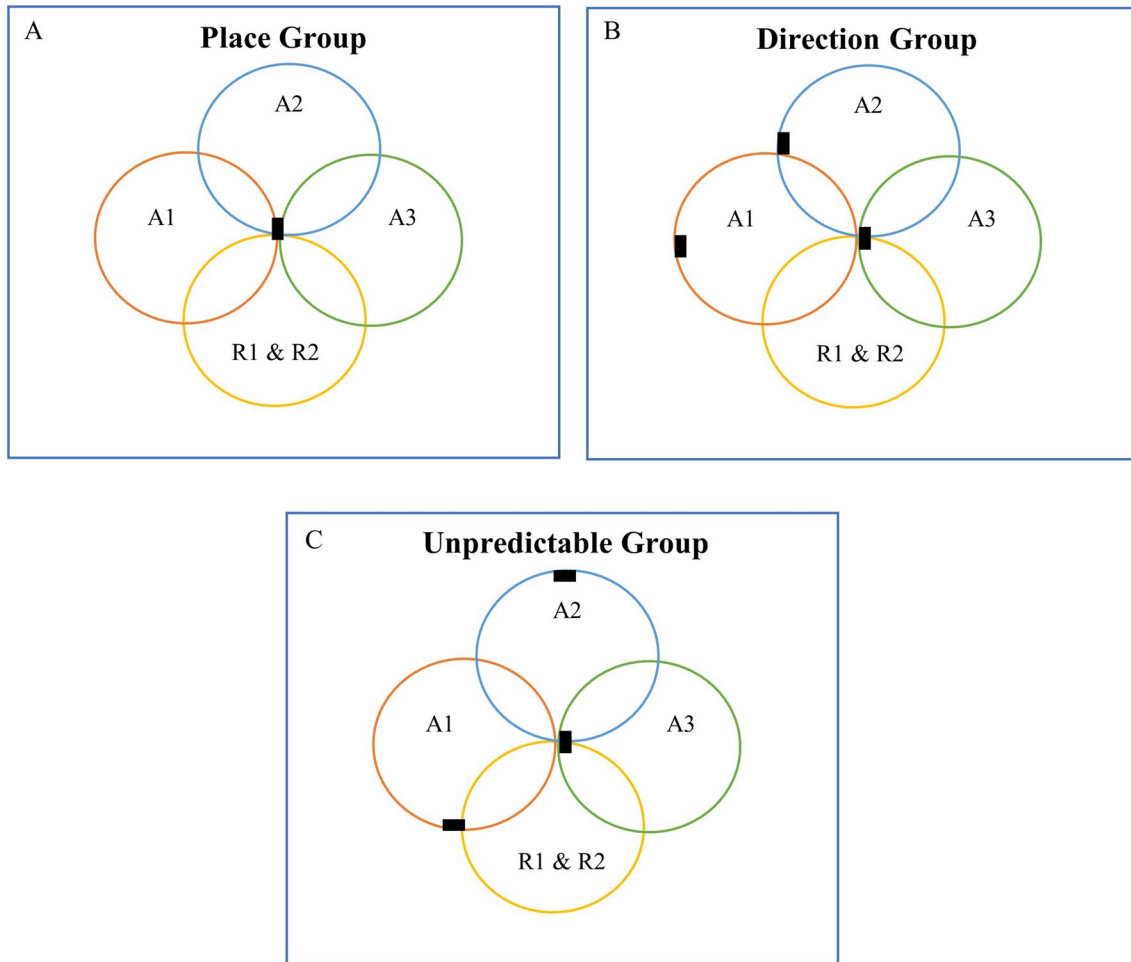 A
Place Group
A2
A1
A3
R1 & R2
B
Direction Group
A2
A1
A3
R1 & R2
C
Unpredictable Group
A2
A1
A3
R1 & R2